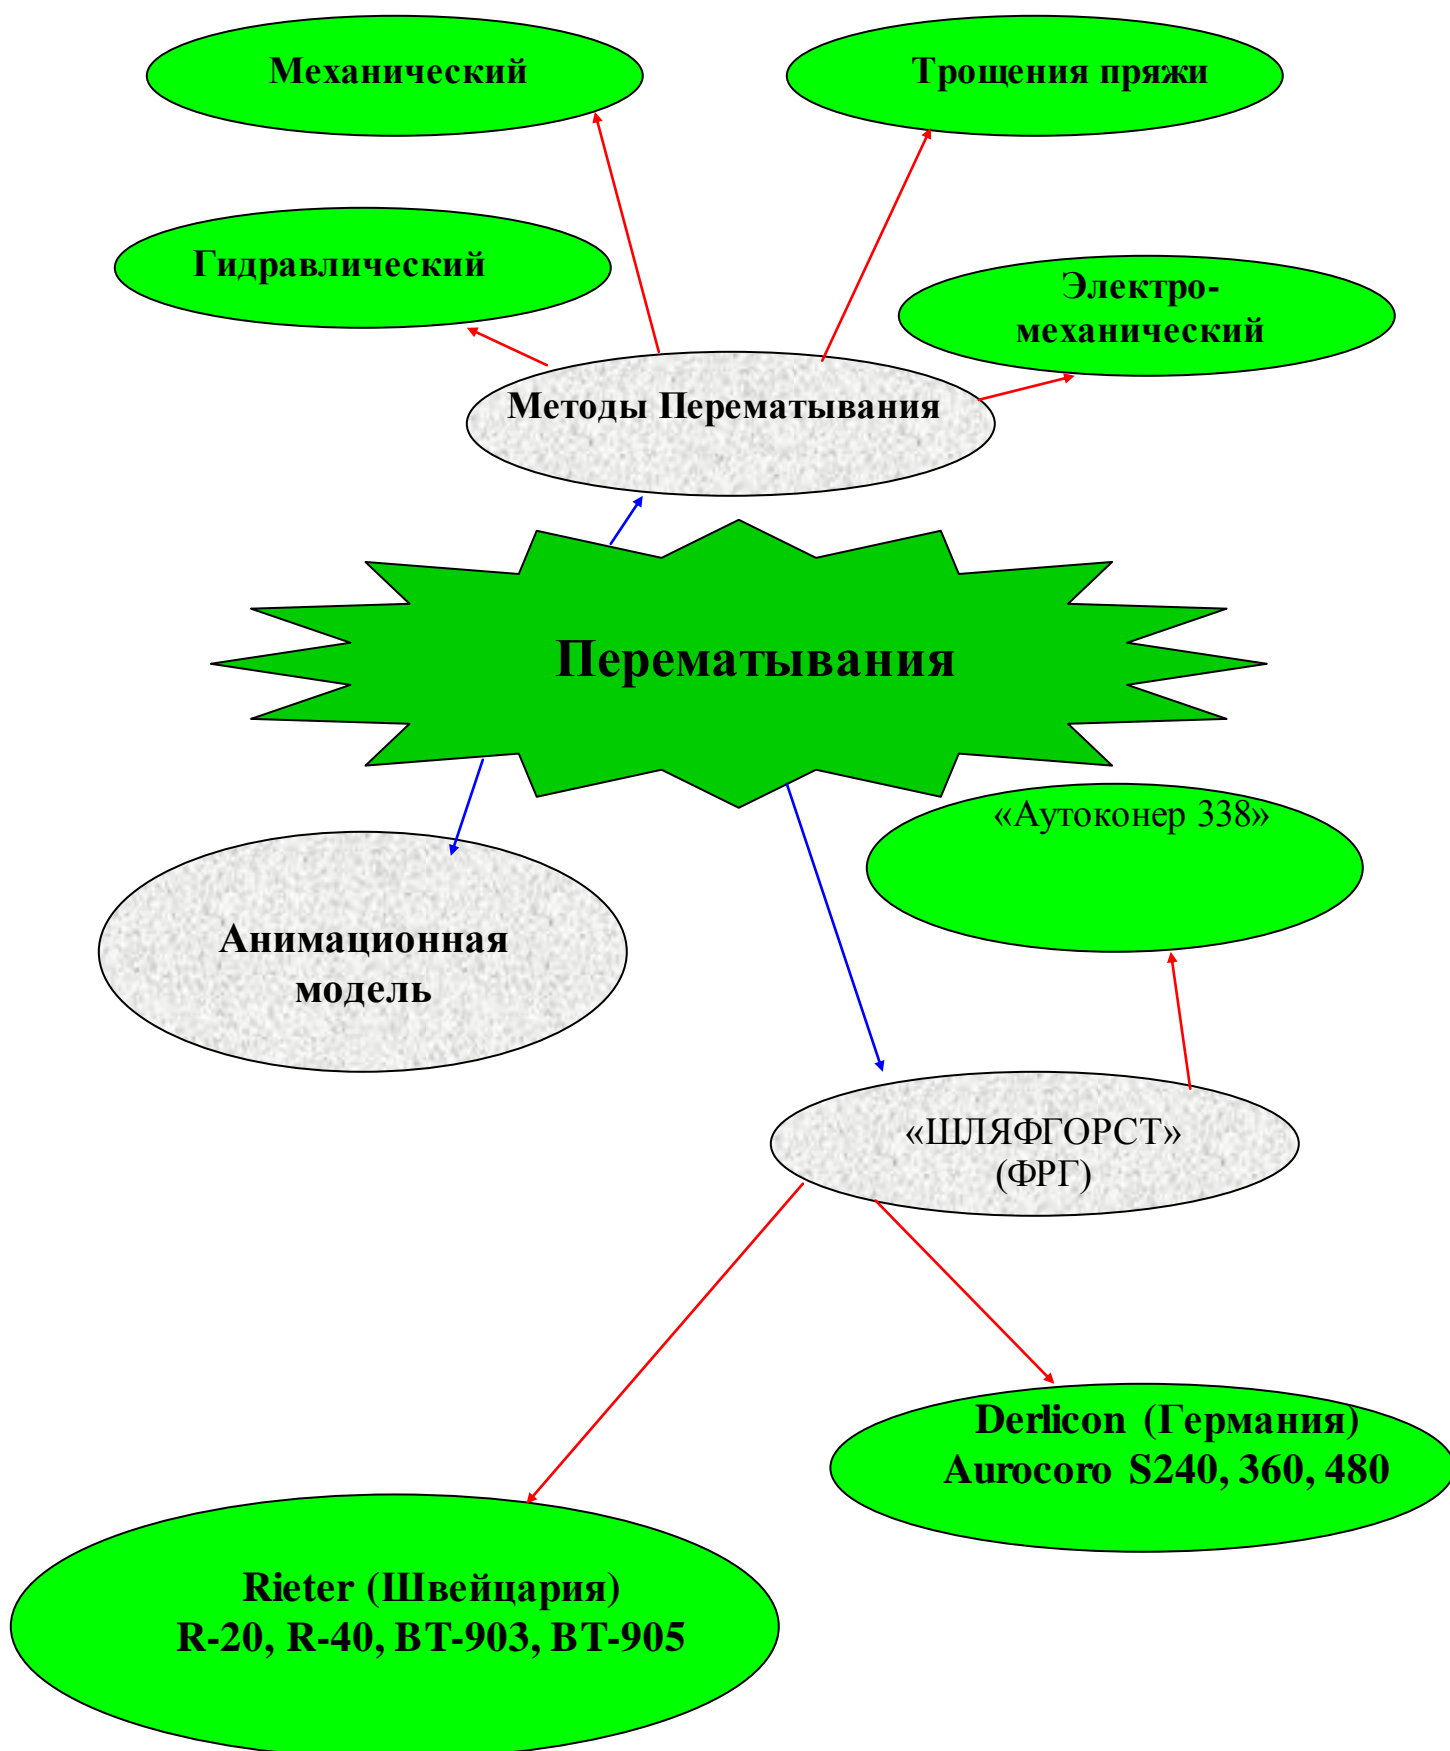 Механический
Трощения пряжи
Гидравлический
Электро-
механический
Методы Перематывания
Перематывания
«Аутоконер 338»
Анимационная
модель
«ШЛЯФГОРСТ»
(ФРГ)
Derlicon (Германия)
Aurocoro S240, 360, 480
Rieter (Швейцария)
R-20, R-40, BT-903, BT-905